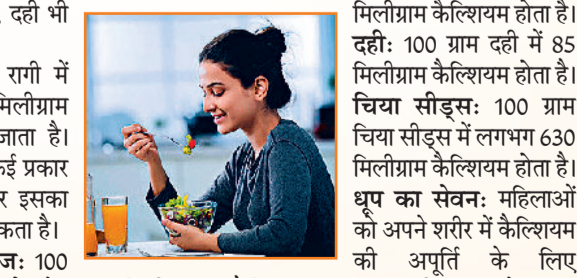 दही भी
रागी में
मिलीग्राम
जाता है।
प्रकार
इसका
है।
100
मिलीग्राम कैल्शियम होता है।
दहीः 100 ग्राम दही में 85
मिलीग्राम कैल्शियम होता है।
चिया सीड्सः 100 ग्राम
चिया सीड्स में लगभग 630
मिलीग्राम कैल्शियम होता है।
धूप का सेवनः महिलाओं
को अपने शरीर में कैल्शियम
की अपूर्ति के लिए